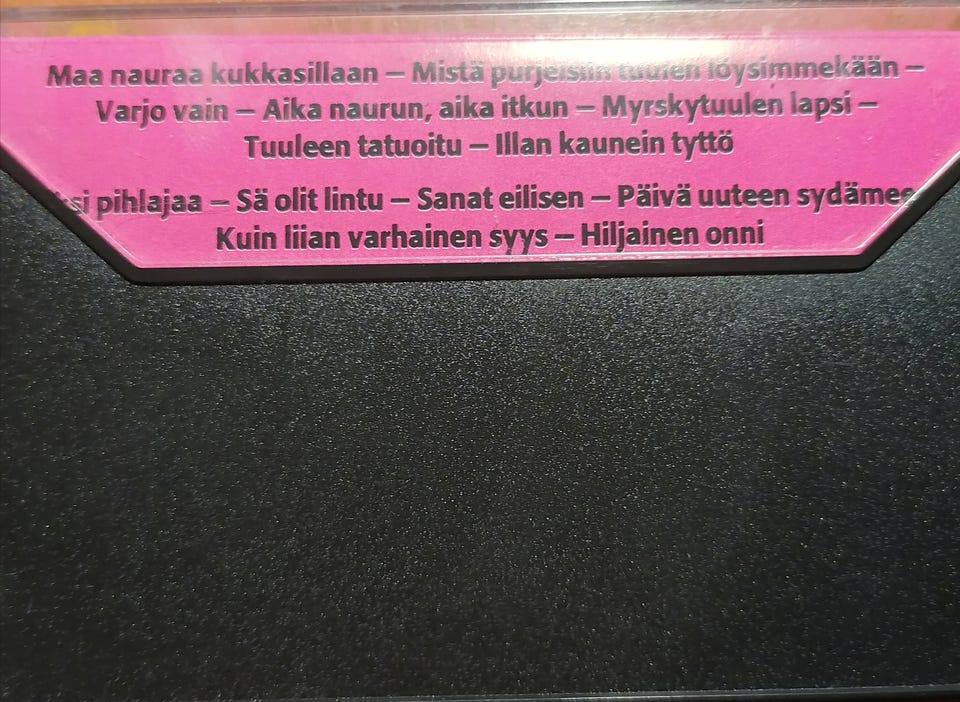 Maa nauraa kukkasillaan – Mistä purjeisiin tuulen löysimmekään –
Varjo vain – Aika naurun, aika itkun – Myrskytuulen lapsi –
Tuuleen tatuoitu – Illan kaunein tyttö
pihlajaa – Sä olit lintu – Sanat eilisen – Päivä uuteen
Kuin liian varhainen syys – Hiljainen onni